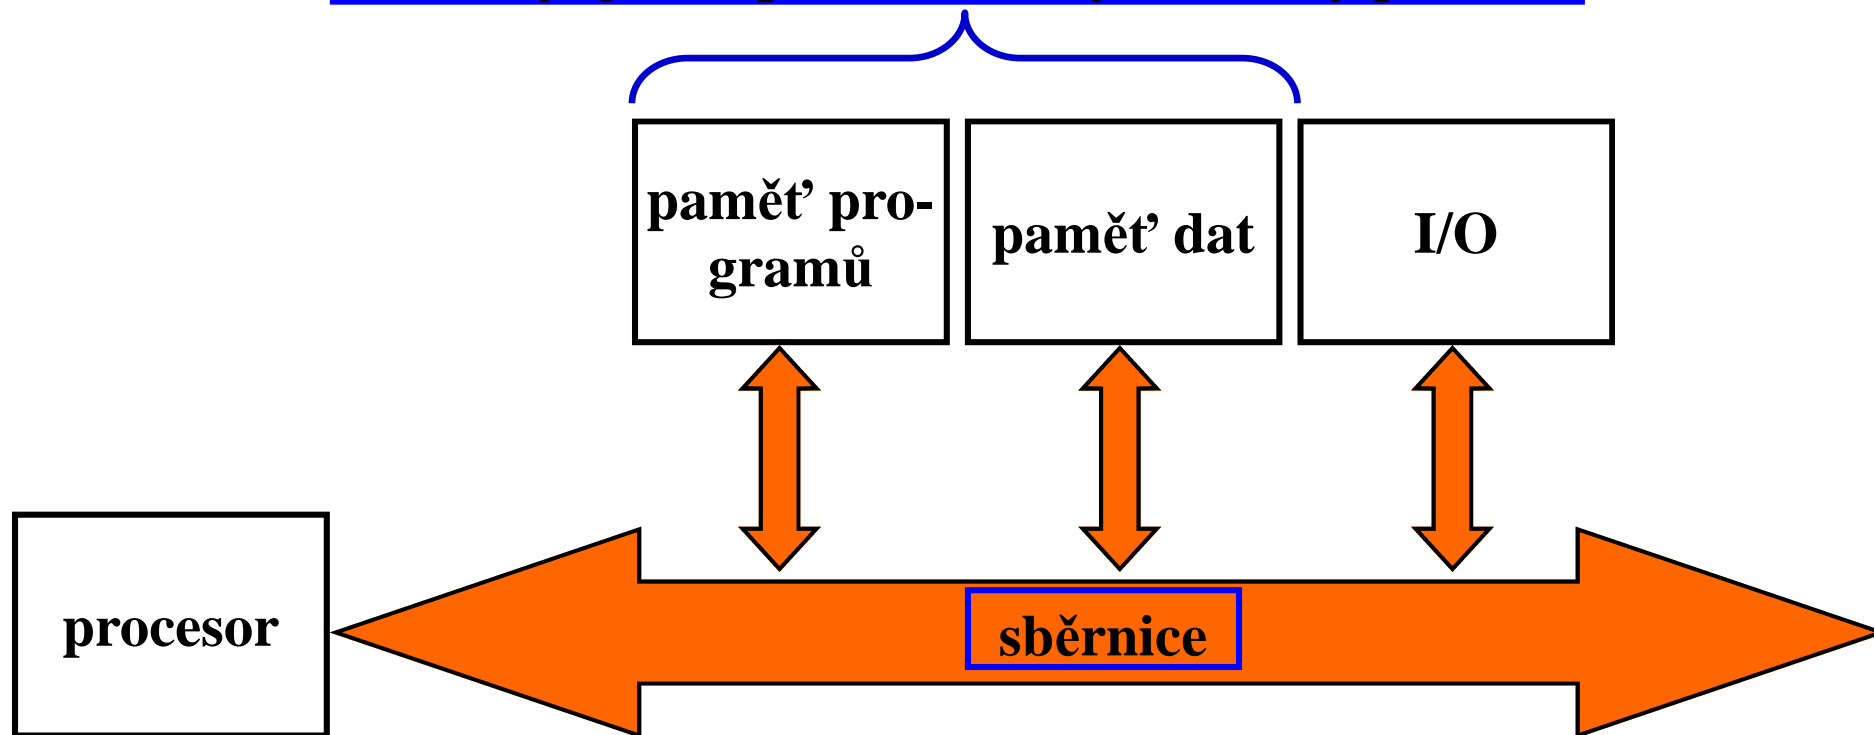 paměť pro-
gramů
paměť dat
I/O
procesor
sběrnice